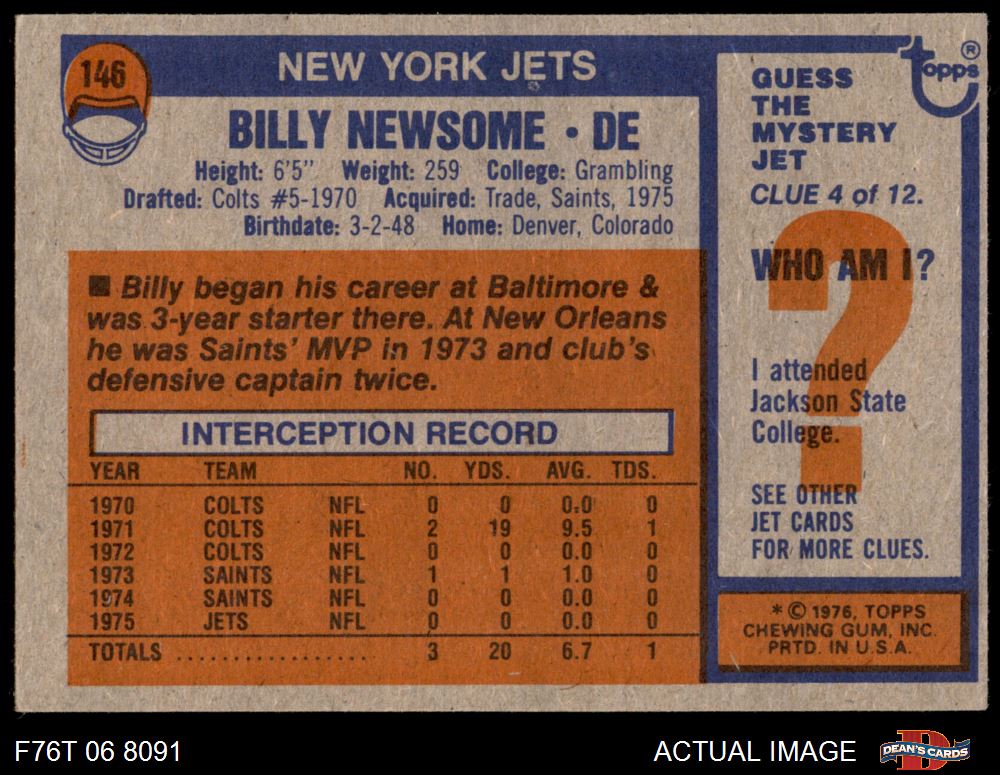 146
NEW YORK JETS
BILLY NEWSOME • DE
Height: 6'5" Weight: 259 College: Grambling
Drafted: Colts #5-1970 Acquired: Trade, Saints, 1975
Birthdate: 3-2-48 Home: Denver, Colorado
■ Billy began his career at Baltimore &
was 3-year starter there. At New Orleans
he was Saints' MVP in 1973 and club's
defensive captain twice.
INTERCEPTION RECORD
YEAR TEAM NO. YDS. AVG. TDS.
1970 COLTS NFL 0 0 0.0 0
1971 COLTS NFL 2 19 9.5 1
1972 COLTS NFL 0 0 0.0 0
1973 SAINTS NFL 1 1 1.0 0
1974 SAINTS NFL 0 0 0.0 0
1975 JETS NFL 0 0 0.0 0
TOTALS .................. 3 20 6.7 1
topps ®
GUESS
THE
MYSTERY
JET
CLUE 4 of 12.
WHO AM I?
?
I attended
Jackson State
College.
SEE OTHER
JET CARDS
FOR MORE CLUES.
* © 1976, TOPPS
CHEWING GUM, INC.
PRTD. IN U.S.A.
F76T 06 8091
ACTUAL IMAGE
D
DEAN'S CARDS